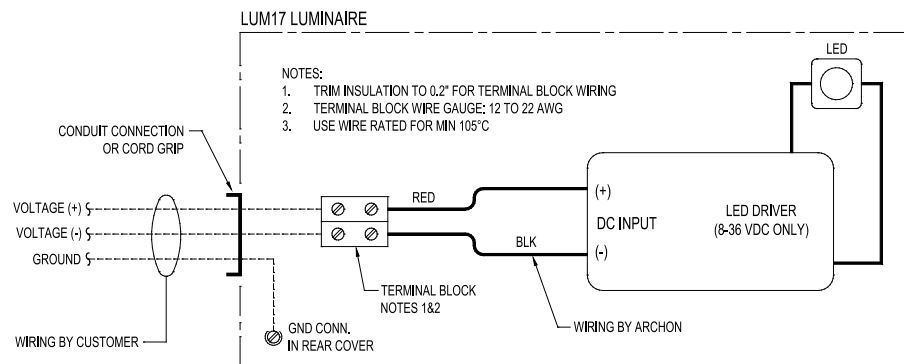 LUM17 LUMINAIRE
LED
NOTES:
1. TRIM INSULATION TO 0.2" FOR TERMINAL BLOCK WIRING
2. TERMINAL BLOCK WIRE GAUGE: 12 TO 22 AWG
3. USE WIRE RATED FOR MIN 105°C
CONDUIT CONNECTION
OR CORD GRIP
VOLTAGE (+)
VOLTAGE (-)
GROUND
RED
BLK
(+)
DC INPUT
(-)
LED DRIVER
(8-36 VDC ONLY)
TERMINAL BLOCK
NOTES 1&2
WIRING BY ARCHON
GND CONN.
IN REAR COVER
WIRING BY CUSTOMER